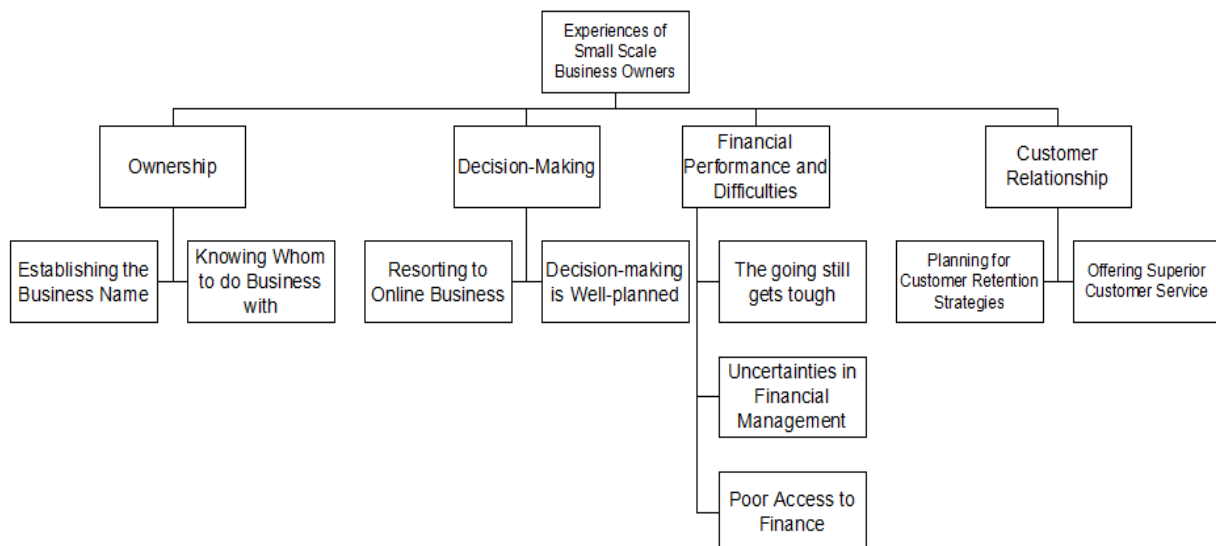 Experiences of
Small Scale
Business Owners
Ownership
Decision-Making
Financial
Performance and
Difficulties
Customer
Relationship
Establishing the
Business Name
Knowing Whom
to do Business
with
Resorting to
Online Business
Decision-making
is Well-planned
The going still
gets tough
Planning for
Customer Retention
Strategies
Offering Superior
Customer Service
Uncertainties in
Financial
Management
Poor Access to
Finance